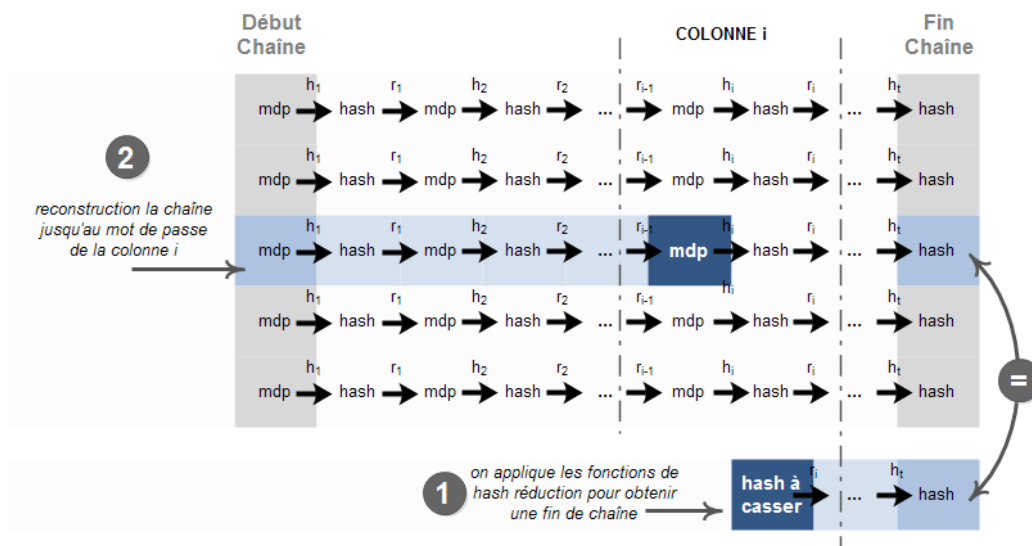 Début
Chaîne
COLONNE i
Fin
Chaîne
h1 r1 h2 r2 ri-1 hi ri ht
mdp hash mdp hash ... mdp hash ... hash
h1 r1 h2 r2 ri-1 hi ri ht
mdp hash mdp hash ... mdp hash ... hash
2
reconstruction la chaîne
jusqu'au mot de passe
de la colonne i
h1 r1 h2 r2 ri-1 hi ri ht
mdp hash mdp hash ... mdp hash ... hash
h1 r1 h2 r2 ri-1 hi ri ht
mdp hash mdp hash ... mdp hash ... hash
h1 r1 h2 r2 ri-1 hi ri ht
mdp hash mdp hash ... mdp hash ... hash
=
1
on applique les fonctions de
hash réduction pour obtenir
une fin de chaîne
hash à
casser
ri ht
... hash